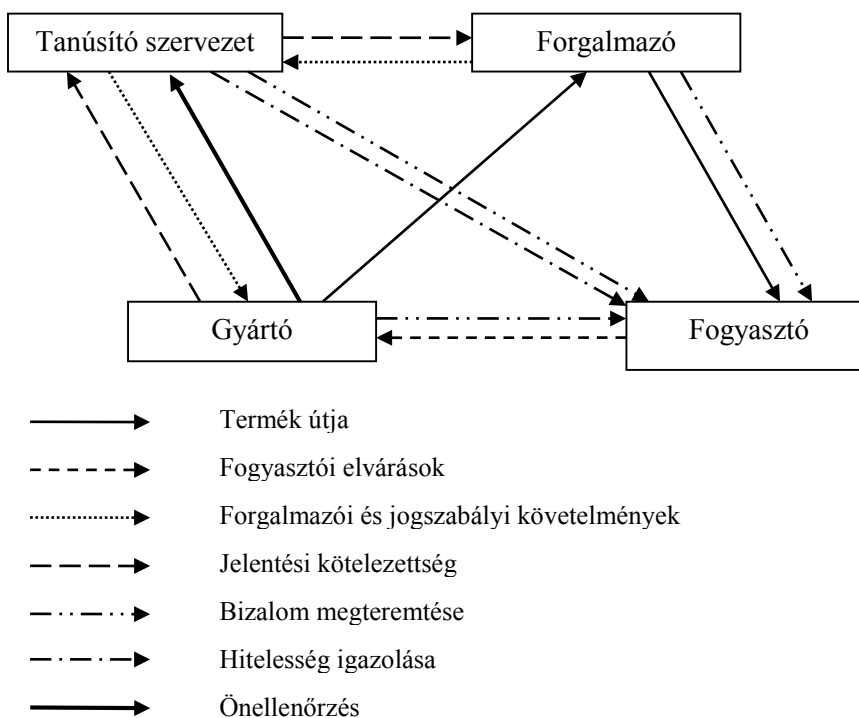 Tanúsító szervezet
Forgalmazó
Gyártó
Fogyasztó
Termék útja
Fogyasztói elvárások
Forgalmazói és jogszabályi követelmények
Jelentési kötelezettség
Bizalom megteremtése
Hitelesség igazolása
Önellenőrzés